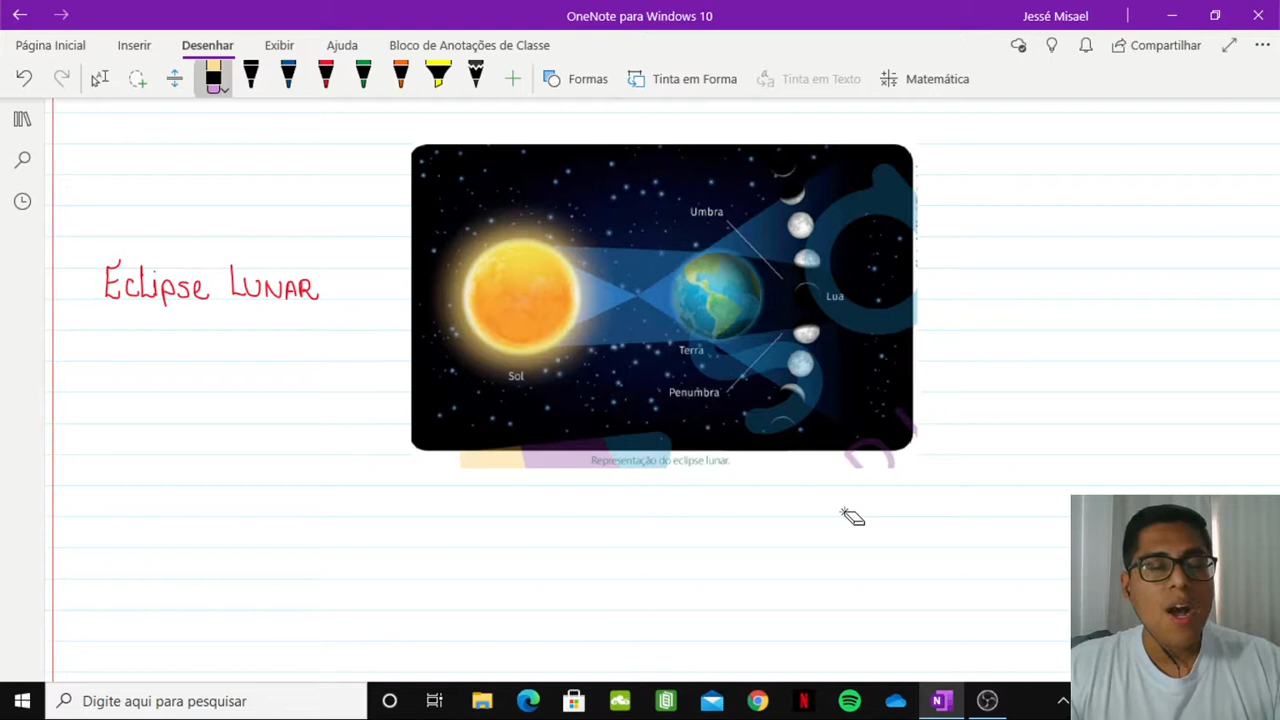 OneNote para Windows 10
Jessé Misael
Página Inicial
Inserir
Desenhar
Exibir
Ajuda
Bloco de Anotações de Classe
Compartilhar
Formas
Tinta em Forma
Tinta em Texto
Matemática
Eclipse LUNAR
Umbra
Lua
Terra
Sol
Penumbra
Representação do eclipse lunar.
Digite aqui para pesquisar